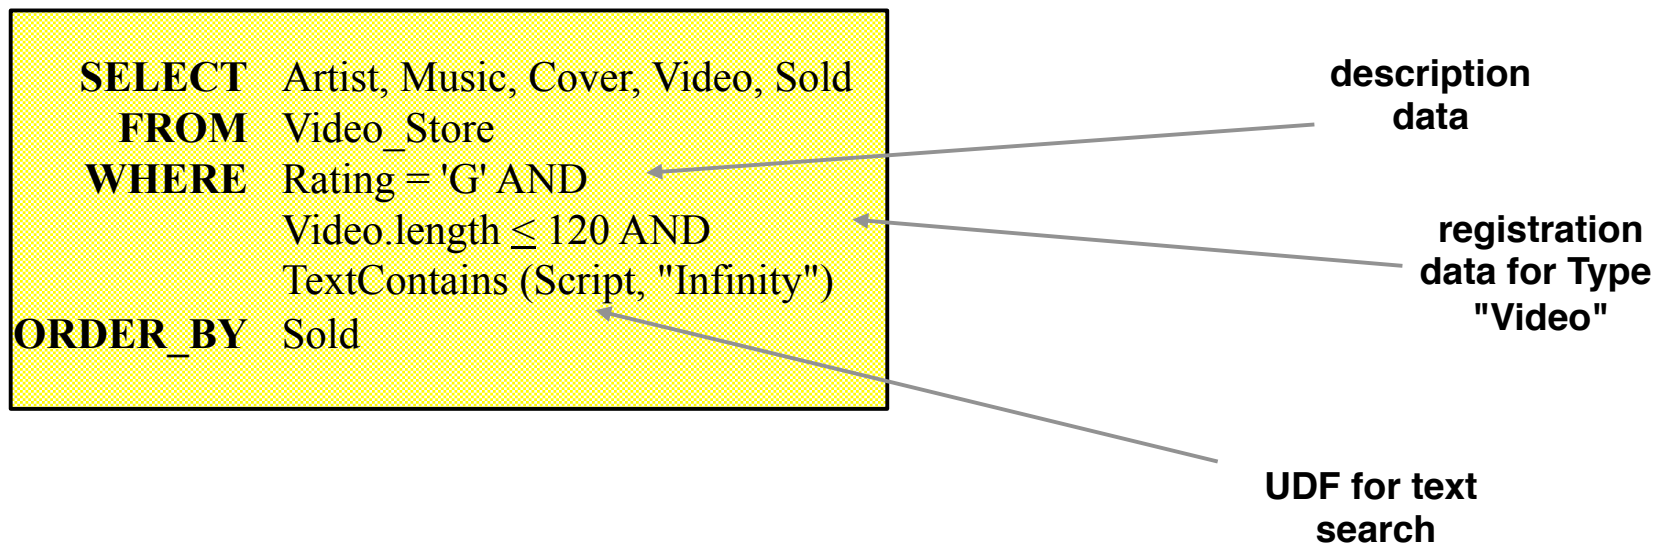 SELECT Artist, Music, Cover, Video, Sold
FROM Video_Store
WHERE Rating = 'G' AND
Video.length ≤ 120 AND
TextContains (Script, "Infinity")
ORDER_BY Sold
description
data
registration
data for Type
"Video"
UDF for text
search